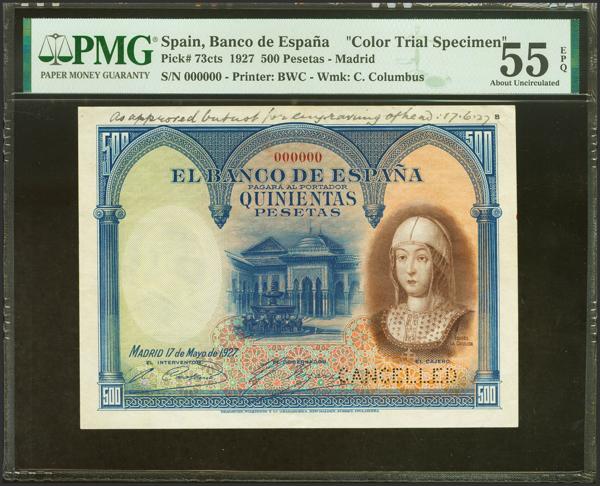 PMG
PAPER MONEY GUARANTY
Spain, Banco de España "Color Trial Specimen"
Pick# 73cts 1927 500 Pesetas - Madrid
S/N 000000 - Printer: BWC - Wmk: C. Columbus
55 EPQ
About Uncirculated
as approved but not for engraving of head. 17.6.27 B
500 500
000000
EL BANCO DE ESPAÑA
PAGARÁ AL PORTADOR
QUINIENTAS
PESETAS
MADRID 17 de Mayo de 1927.
EL INTERVENTOR EL GOBERNADOR EL CAJERO
CANCELLED
500 500